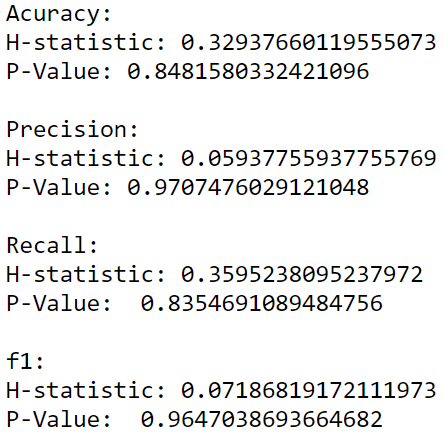 Acuracy:
H-statistic: 0.32937660119555073
P-Value: 0.8481580332421096
Precision:
H-statistic: 0.05937755937755769
P-Value: 0.9707476029121048
Recall:
H-statistic: 0.3595238095237972
P-Value:  0.8354691089484756
f1:
H-statistic: 0.07186819172111973
P-Value:  0.9647038693664682